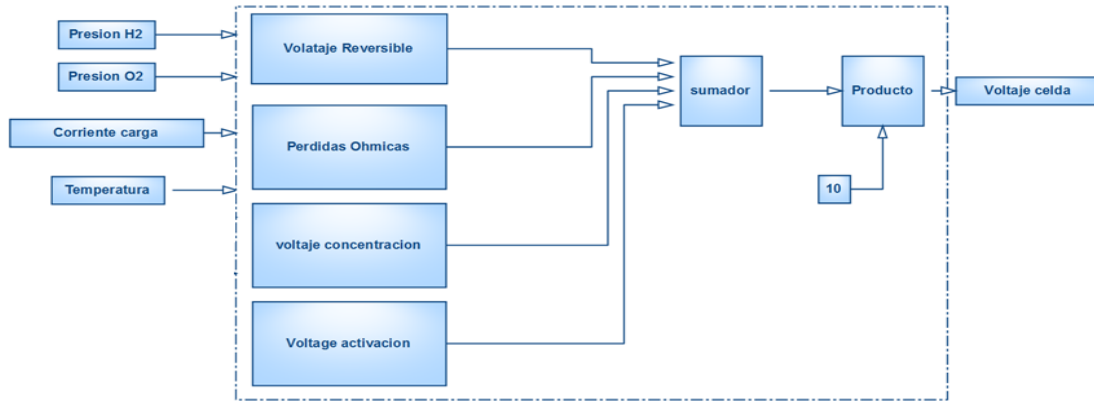 Presion H2
Presion O2
Corriente carga
Temperatura
Volataje Reversible
Perdidas Ohmicas
voltaje concentracion
Voltage activacion
sumador
Producto
10
Voltaje celda